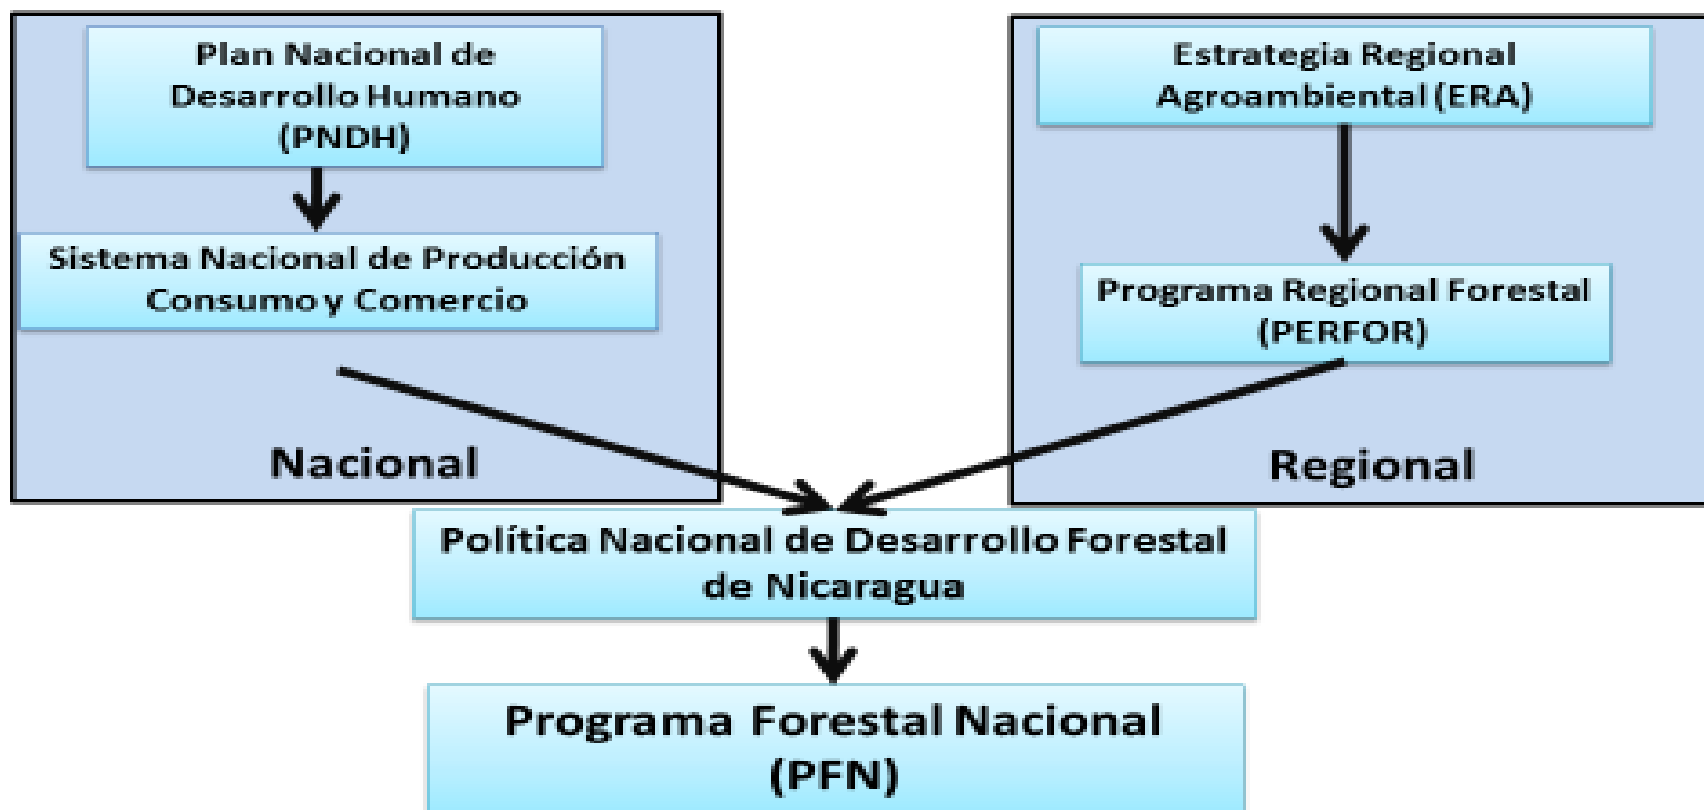 Plan Nacional de
Desarrollo Humano
(PNDH)
Sistema Nacional de Producción
Consumo y Comercio
Nacional
Estrategia Regional
Agroambiental (ERA)
Programa Regional Forestal
(PERFOR)
Regional
Política Nacional de Desarrollo Forestal
de Nicaragua
Programa Forestal Nacional
(PFN)